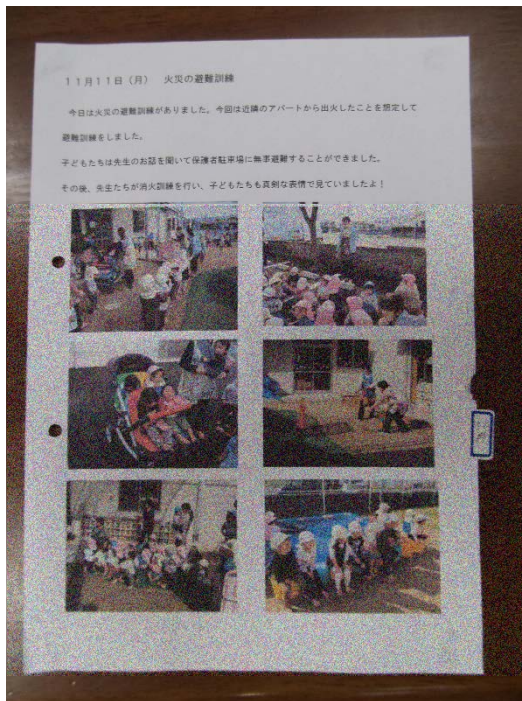 １１月１１日（月）　火災の避難訓練
今日は火災の避難訓練がありました。今回は近隣のアパートから出火したことを想定して
避難訓練をしました。
子どもたちは先生のお話を聞いて保護者駐車場に無事避難することができました。
その後、先生たちが消火訓練を行い、子どもたちも真剣な表情で見ていましたよ！